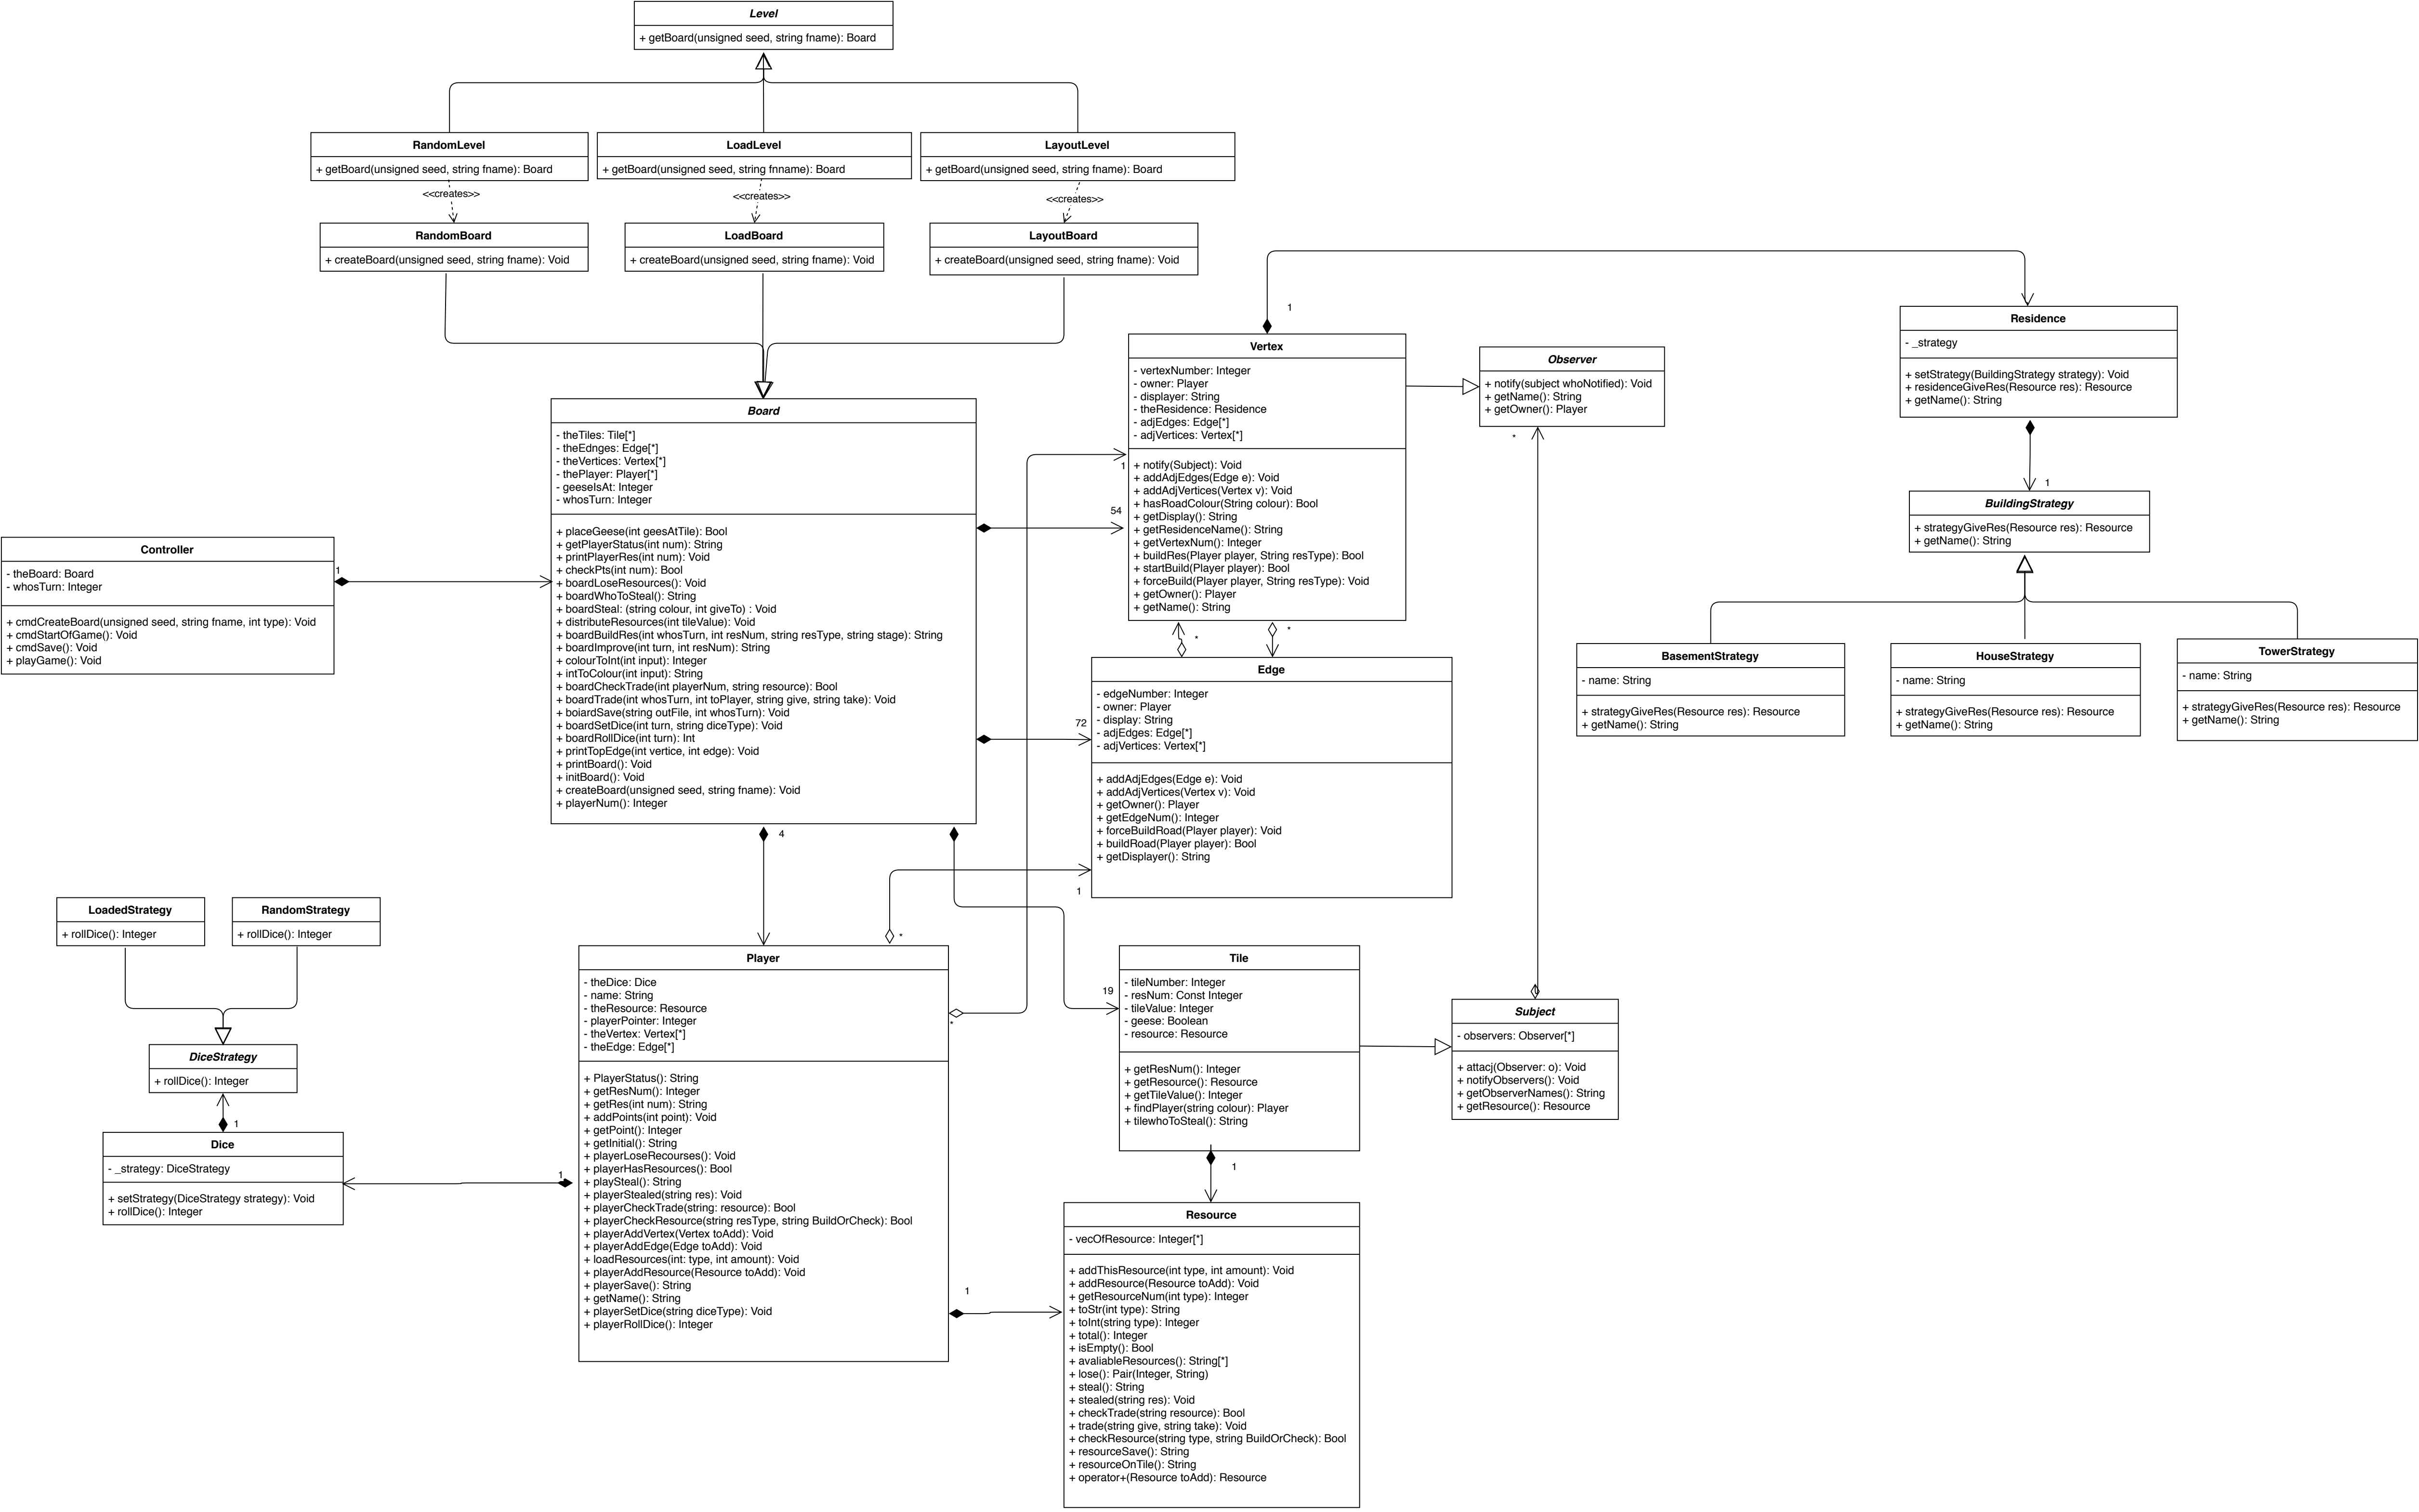 Level
+ getBoard(unsigned seed, string fname): Board
RandomLevel
+ getBoard(unsigned seed, string fname): Board
LoadLevel
+ getBoard(unsigned seed, string fnname): Board
LayoutLevel
+ getBoard(unsigned seed, string fname): Board
<<creates>>
<<creates>>
<<creates>>
RandomBoard
+ createBoard(unsigned seed, string fname): Void
LoadBoard
+ createBoard(unsigned seed, string fname): Void
LayoutBoard
+ createBoard(unsigned seed, string fname): Void
Board
- theTiles: Tile[*]
- theEdnges: Edge[*]
- theVertices: Vertex[*]
- thePlayer: Player[*]
- geeseIsAt: Integer
- whosTurn: Integer
+ placeGeese(int geesAtTile): Bool
+ getPlayerStatus(int num): String
+ printPlayerRes(int num): Void
+ checkPts(int num): Bool
+ boardLoseResources(): Void
+ boardWhoToSteal(): String
+ boardSteal: (string colour, int giveTo) : Void
+ distributeResources(int tileValue): Void
+ boardBuildRes(int whosTurn, int resNum, string resType, string stage): String
+ boardImprove(int turn, int resNum): String
+ colourToInt(int input): Integer
+ intToColour(int input): String
+ boardCheckTrade(int playerNum, string resource): Bool
+ boardTrade(int whosTurn, int toPlayer, string give, string take): Void
+ boiardSave(string outFile, int whosTurn): Void
+ boardSetDice(int turn, string diceType): Void
+ boardRollDice(int turn): Int
+ printTopEdge(int vertice, int edge): Void
+ printBoard(): Void
+ initBoard(): Void
+ createBoard(unsigned seed, string fname): Void
+ playerNum(): Integer
Controller
- theBoard: Board
- whosTurn: Integer
+ cmdCreateBoard(unsigned seed, string fname, int type): Void
+ cmdStartOfGame(): Void
+ cmdSave(): Void
+ playGame(): Void
1
Vertex
- vertexNumber: Integer
- owner: Player
- displayer: String
- theResidence: Residence
- adjEdges: Edge[*]
- adjVertices: Vertex[*]
+ notify(Subject): Void
+ addAdjEdges(Edge e): Void
+ addAdjVertices(Vertex v): Void
+ hasRoadColour(String colour): Bool
+ getDisplay(): String
+ getResidenceName(): String
+ getVertexNum(): Integer
+ buildRes(Player player, String resType): Bool
+ startBuild(Player player): Bool
+ forceBuild(Player player, String resType): Void
+ getOwner(): Player
+ getName(): String
1
1
54
*
*
Observer
+ notify(subject whoNotified): Void
+ getName(): String
+ getOwner(): Player
*
Residence
- _strategy
+ setStrategy(BuildingStrategy strategy): Void
+ residenceGiveRes(Resource res): Resource
+ getName(): String
1
BuildingStrategy
+ strategyGiveRes(Resource res): Resource
+ getName(): String
BasementStrategy
- name: String
+ strategyGiveRes(Resource res): Resource
+ getName(): String
HouseStrategy
- name: String
+ strategyGiveRes(Resource res): Resource
+ getName(): String
TowerStrategy
- name: String
+ strategyGiveRes(Resource res): Resource
+ getName(): String
Edge
- edgeNumber: Integer
- owner: Player
- display: String
- adjEdges: Edge[*]
- adjVertices: Vertex[*]
+ addAdjEdges(Edge e): Void
+ addAdjVertices(Vertex v): Void
+ getOwner(): Player
+ getEdgeNum(): Integer
+ forceBuildRoad(Player player): Void
+ buildRoad(Player player): Bool
+ getDisplayer(): String
72
1
4
LoadedStrategy
+ rollDice(): Integer
RandomStrategy
+ rollDice(): Integer
DiceStrategy
+ rollDice(): Integer
1
Dice
- _strategy: DiceStrategy
+ setStrategy(DiceStrategy strategy): Void
+ rollDice(): Integer
1
Player
- theDice: Dice
- name: String
- theResource: Resource
- playerPointer: Integer
- theVertex: Vertex[*]
- theEdge: Edge[*]
+ PlayerStatus(): String
+ getResNum(): Integer
+ getRes(int num): String
+ addPoints(int point): Void
+ getPoint(): Integer
+ getInitial(): String
+ playerLoseRecourses(): Void
+ playerHasResources(): Bool
+ playSteal(): String
+ playerStealed(string res): Void
+ playerCheckTrade(string: resource): Bool
+ playerCheckResource(string resType, string BuildOrCheck): Bool
+ playerAddVertex(Vertex toAdd): Void
+ playerAddEdge(Edge toAdd): Void
+ loadResources(int: type, int amount): Void
+ playerAddResource(Resource toAdd): Void
+ playerSave(): String
+ getName(): String
+ playerSetDice(string diceType): Void
+ playerRollDice(): Integer
*
*
1
19
Tile
- tileNumber: Integer
- resNum: Const Integer
- tileValue: Integer
- geese: Boolean
- resource: Resource
+ getResNum(): Integer
+ getResource(): Resource
+ getTileValue(): Integer
+ findPlayer(string colour): Player
+ tilewhoToSteal(): String
1
Subject
- observers: Observer[*]
+ attacj(Observer: o): Void
+ notifyObservers(): Void
+ getObserverNames(): String
+ getResource(): Resource
Resource
- vecOfResource: Integer[*]
+ addThisResource(int type, int amount): Void
+ addResource(Resource toAdd): Void
+ getResourceNum(int type): Integer
+ toStr(int type): String
+ toInt(string type): Integer
+ total(): Integer
+ isEmpty(): Bool
+ avaliableResources(): String[*]
+ lose(): Pair(Integer, String)
+ steal(): String
+ stealed(string res): Void
+ checkTrade(string resource): Bool
+ trade(string give, string take): Void
+ checkResource(string type, string BuildOrCheck): Bool
+ resourceSave(): String
+ resourceOnTile(): String
+ operator+(Resource toAdd): Resource